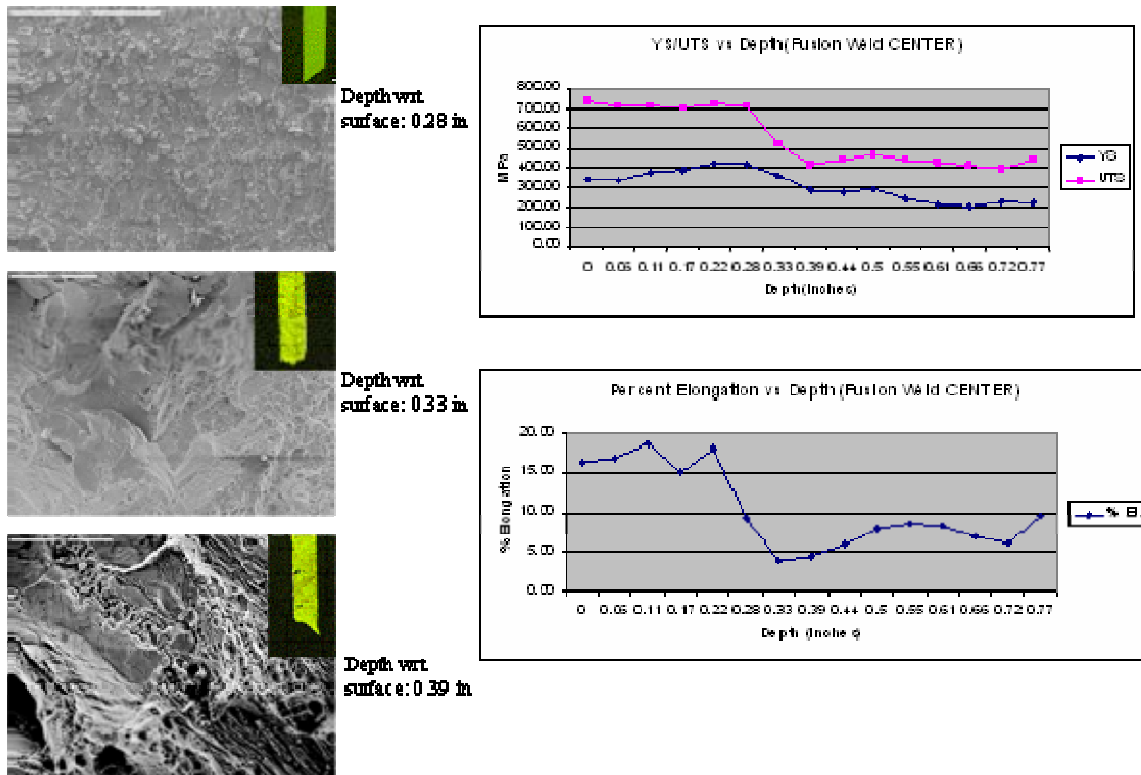 Depth wrt
surface: 0.28 in
Depth wrt
surface: 0.33 in
Depth wrt
surface: 0.39 in
YS/UTS vs Depth (Fusion Weld CENTER)
MPa
800.00
700.00
600.00
500.00
400.00
300.00
200.00
100.00
0.00
0 0.06 0.11 0.17 0.22 0.28 0.33 0.39 0.44 0.5 0.55 0.61 0.66 0.72 0.77
Depth (Inches)
YS
UTS
Percent Elongation vs Depth (Fusion Weld CENTER)
% Elongation
20.00
15.00
10.00
5.00
0.00
0 0.06 0.11 0.17 0.22 0.28 0.33 0.39 0.44 0.5 0.55 0.61 0.66 0.72 0.77
Depth (Inches)